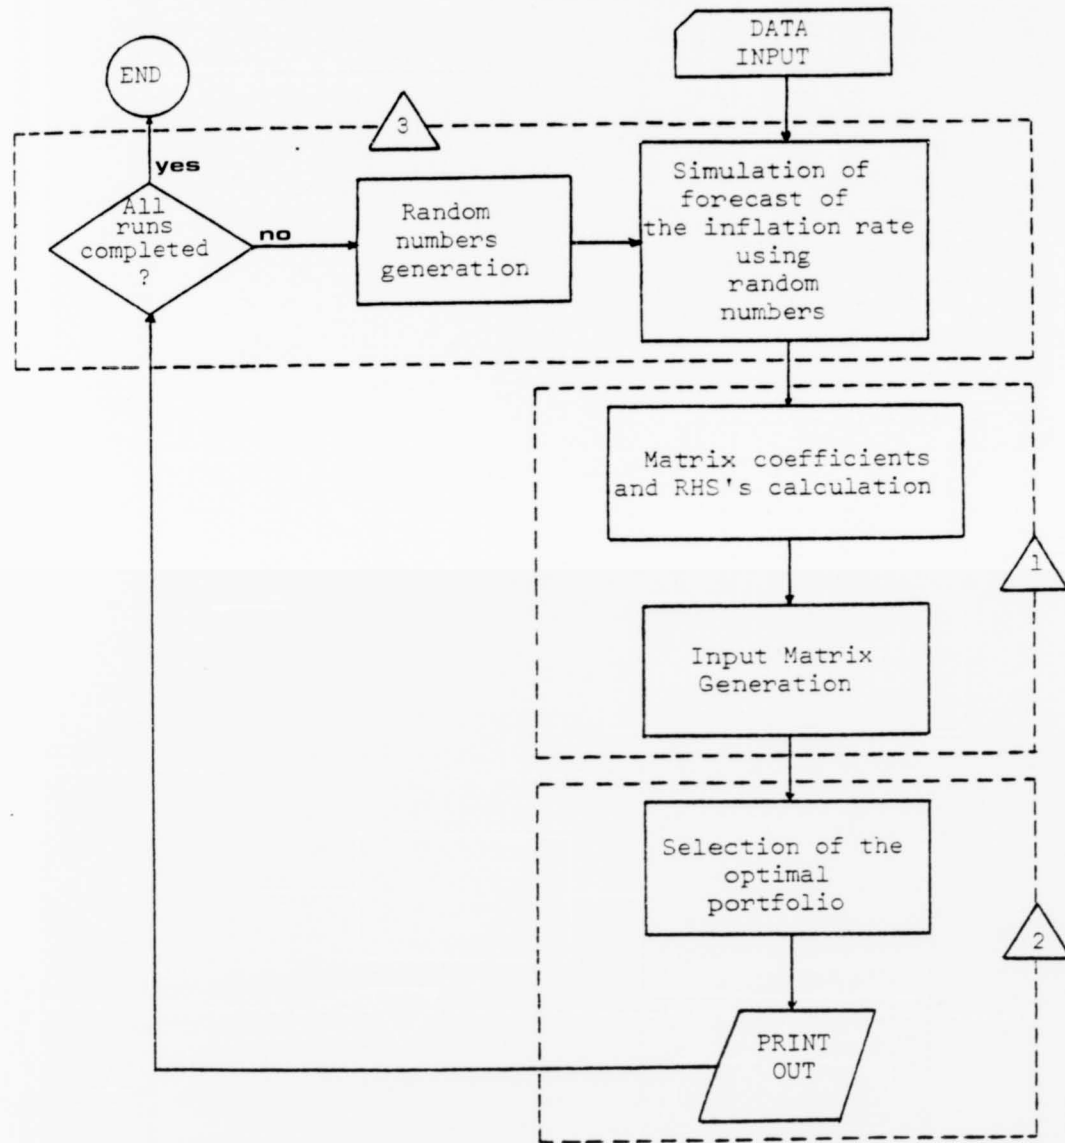 DATA
INPUT
END
3
yes
All
runs
completed
?
no
Random
numbers
generation
Simulation of
forecast of
the inflation rate
using
random
numbers
Matrix coefficients
and RHS's calculation
1
Input Matrix
Generation
Selection of the
optimal
portfolio
2
PRINT
OUT